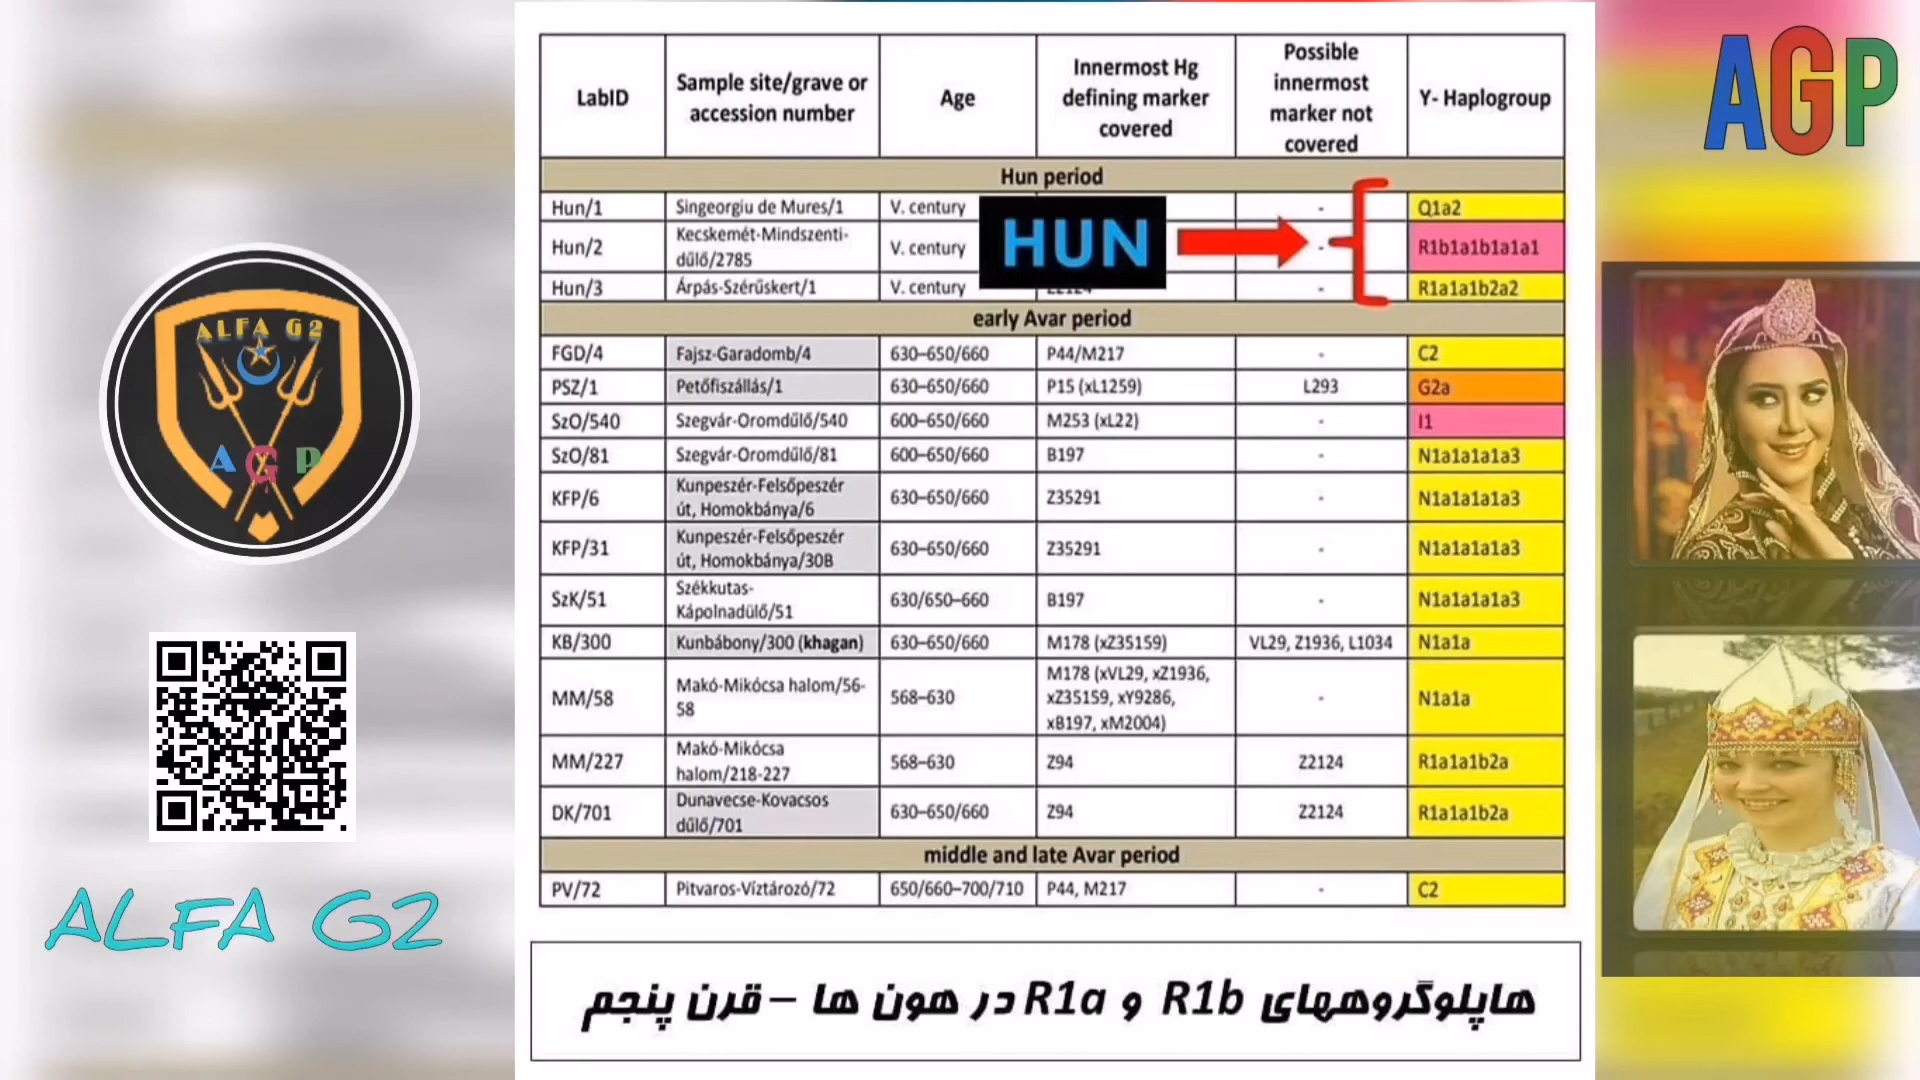 AGP
ALFA G2
A G P
ALFA G2
LabID
Sample site/grave or accession number
Age
Innermost Hg defining marker covered
Possible innermost marker not covered
Y- Haplogroup
Hun period
Hun/1 Singeorgiu de Mures/1 V. century - Q1a2
Hun/2 Kecskemét-Mindszenti-dűlő/2785 V. century - R1b1a1b1a1a1
Hun/3 Árpás-Szérűskert/1 V. century - R1a1a1b2a2
HUN
early Avar period
FGD/4 Fajsz-Garadomb/4 630–650/660 P44/M217 - C2
PSZ/1 Petőfiszállás/1 630–650/660 P15 (xL1259) L293 G2a
SzO/540 Szegvár-Oromdűlő/540 600–650/660 M253 (xL22) - I1
SzO/81 Szegvár-Oromdűlő/81 600–650/660 B197 - N1a1a1a1a3
KFP/6 Kunpeszér-Felsőpeszér út, Homokbánya/6 630–650/660 Z35291 - N1a1a1a1a3
KFP/31 Kunpeszér-Felsőpeszér út, Homokbánya/30B 630–650/660 Z35291 - N1a1a1a1a3
SzK/51 Székkutas-Kápolnadülő/51 630/650–660 B197 - N1a1a1a1a3
KB/300 Kunbábony/300 (khagan) 630–650/660 M178 (xZ35159) VL29, Z1936, L1034 N1a1a
MM/58 Makó-Mikócsa halom/56-58 568–630 M178 (xVL29, xZ1936, xZ35159, xY9286, xB197, xM2004) - N1a1a
MM/227 Makó-Mikócsa halom/218-227 568–630 Z94 Z2124 R1a1a1b2a
DK/701 Dunavecse-Kovacsos dűlő/701 630–650/660 Z94 Z2124 R1a1a1b2a
middle and late Avar period
PV/72 Pitvaros-Víztározó/72 650/660–700/710 P44, M217 - C2
هاپلوگروههای R1b و R1a در هون ها – قرن پنجم